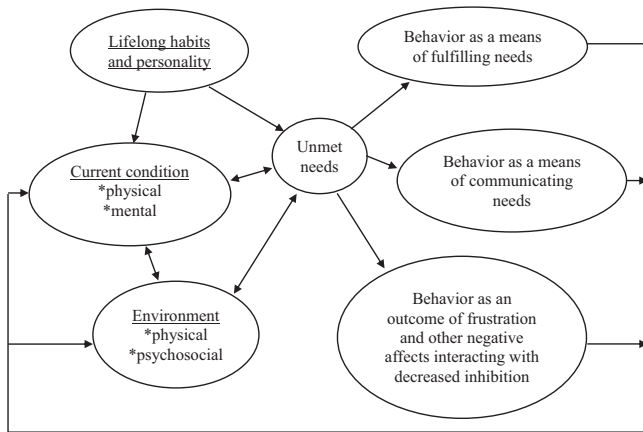 Lifelong habits
and personality
Behavior as a means
of fulfilling needs
Unmet
needs
Current condition
*physical
*mental
Behavior as a means
of communicating
needs
Environment
*physical
*psychosocial
Behavior as an
outcome of frustration
and other negative
affects interacting with
decreased inhibition